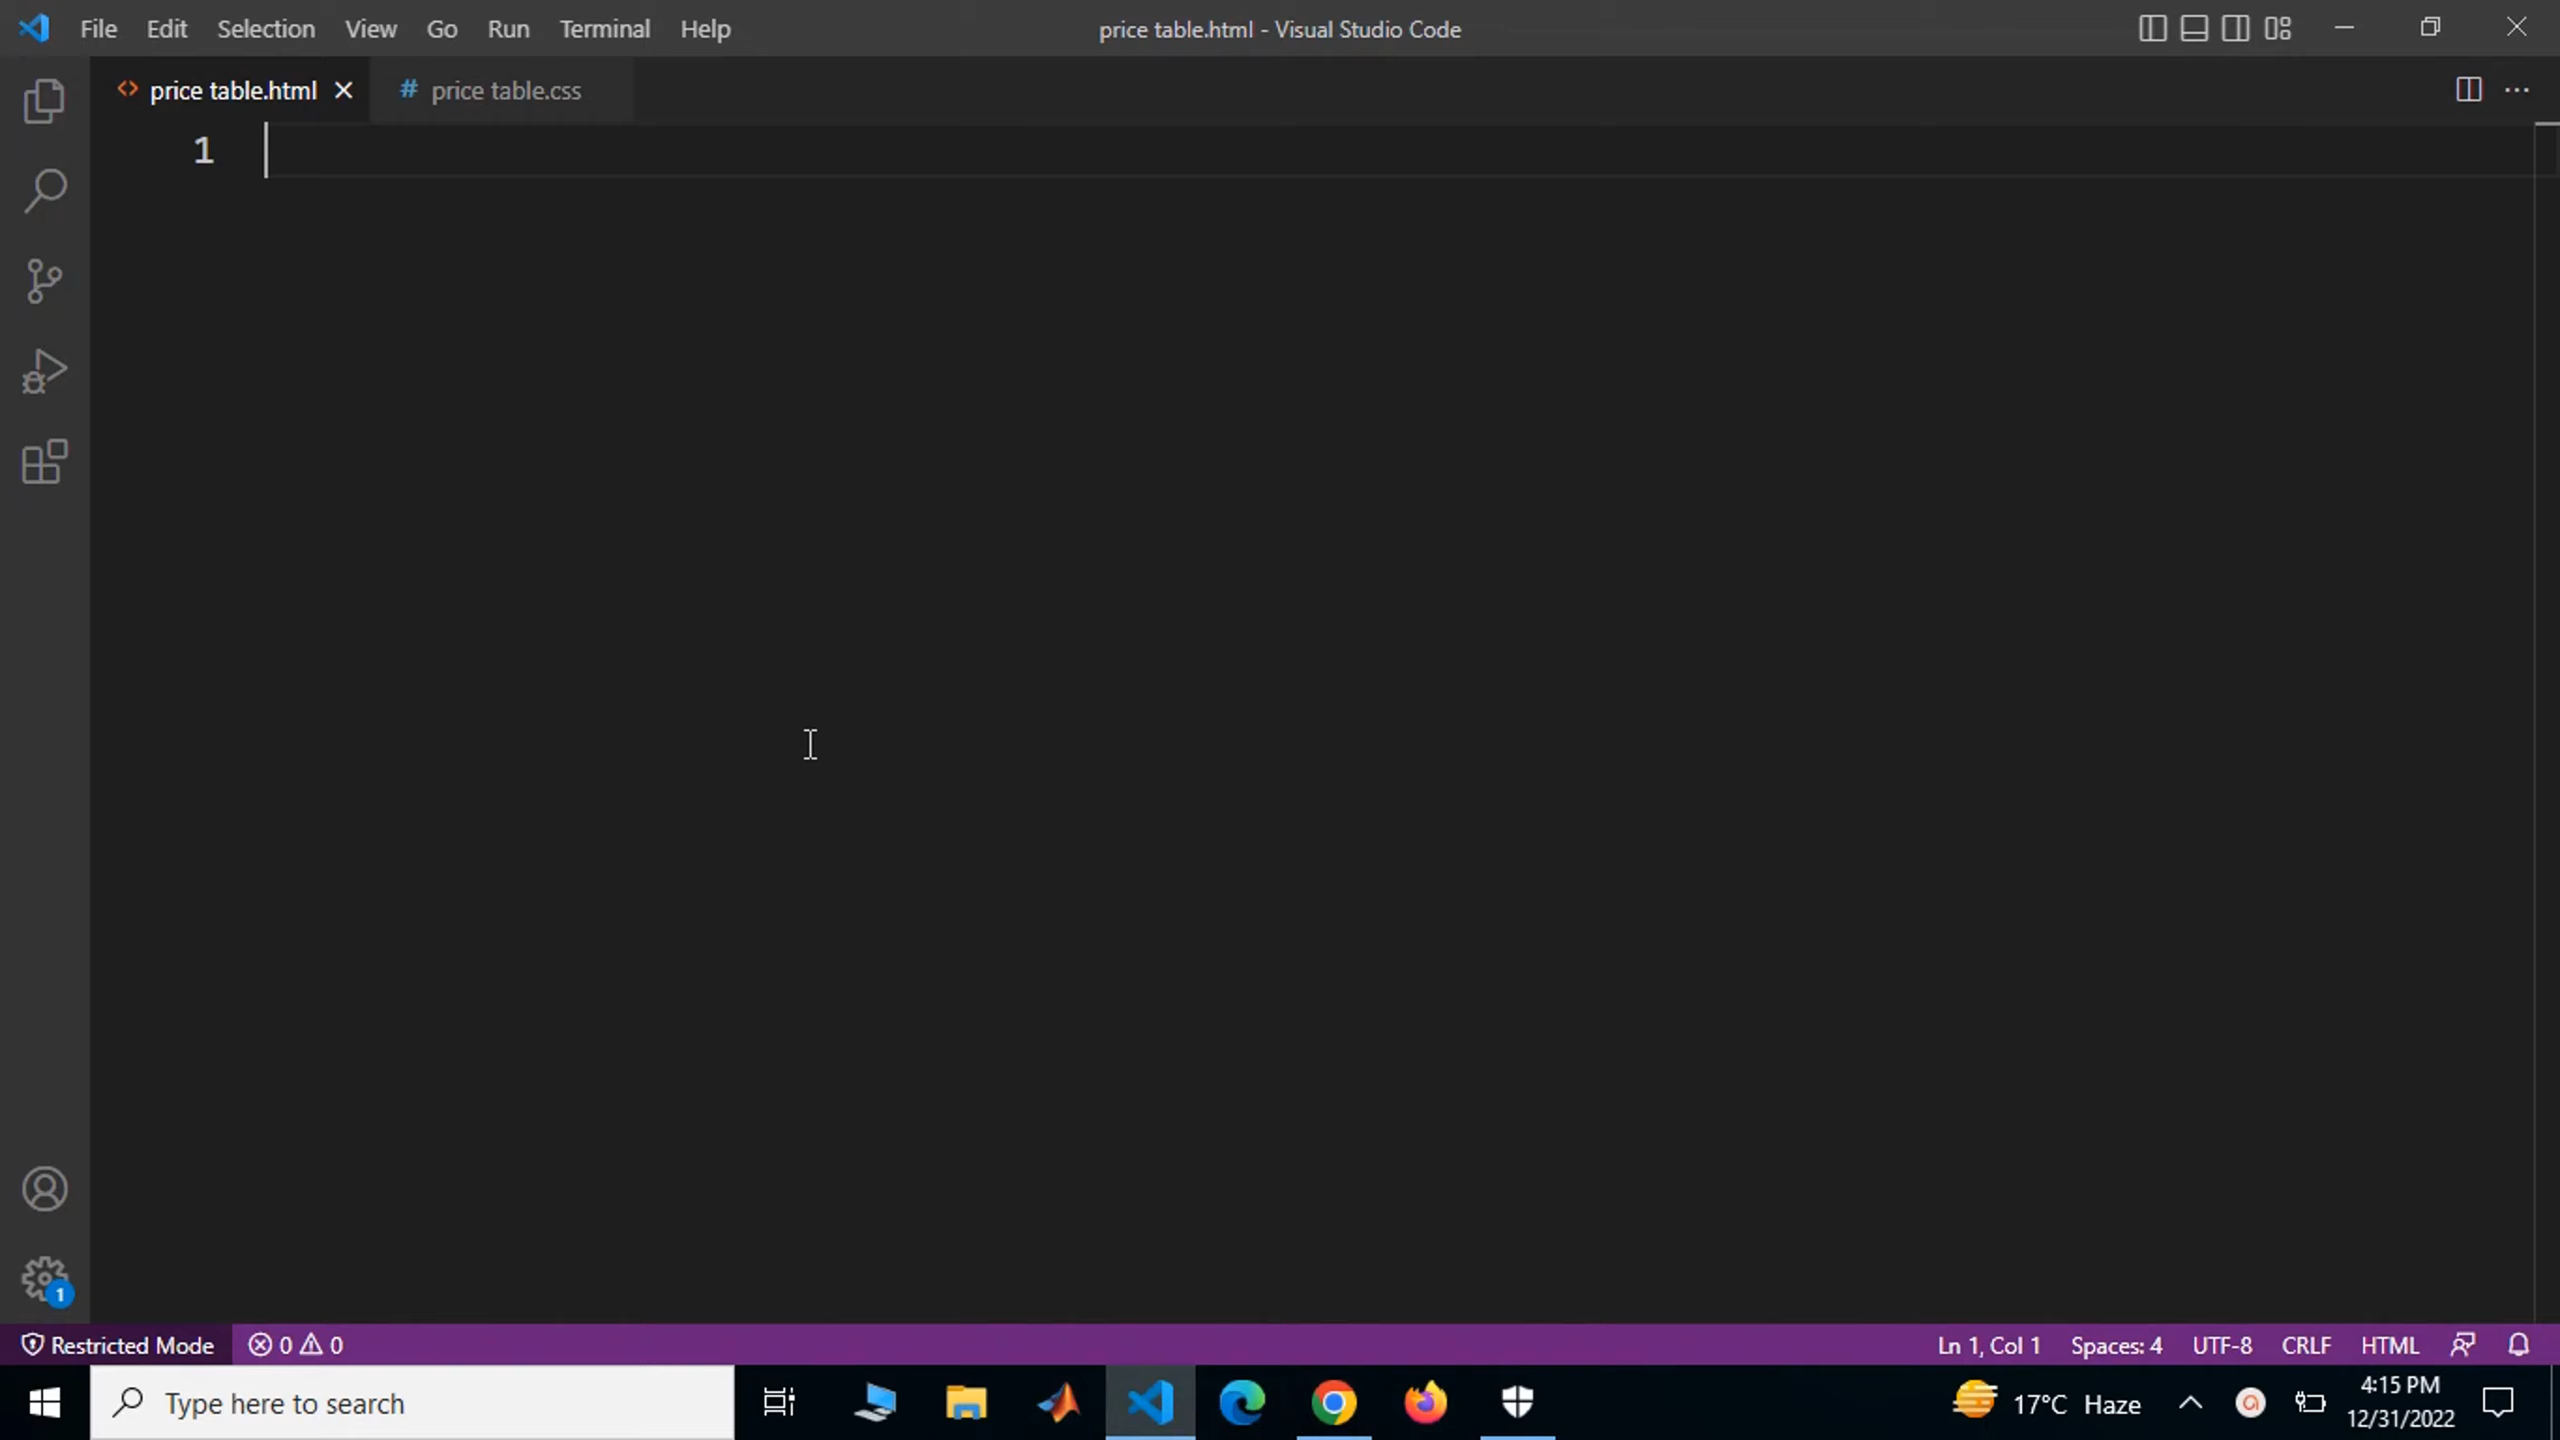 File Edit Selection View Go Run Terminal Help
price table.html - Visual Studio Code
<> price table.html
# price table.css
1
1
Restricted Mode 0 0
Ln 1, Col 1 Spaces: 4 UTF-8 CRLF HTML
Type here to search
17°C Haze
4:15 PM
12/31/2022